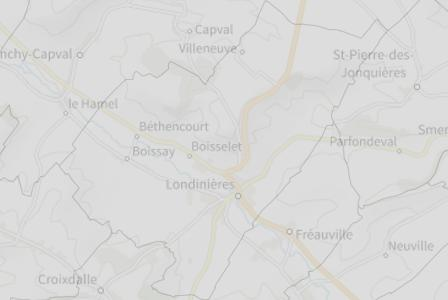 Capval
Villeneuve
nchy-Capval
St-Pierre-des-
Jonquières
le Hamel
Béthencourt
Smer
Boissay
Boisselet
Parfondeval
Londinières
Fréauville
Neuville
Croixdalle